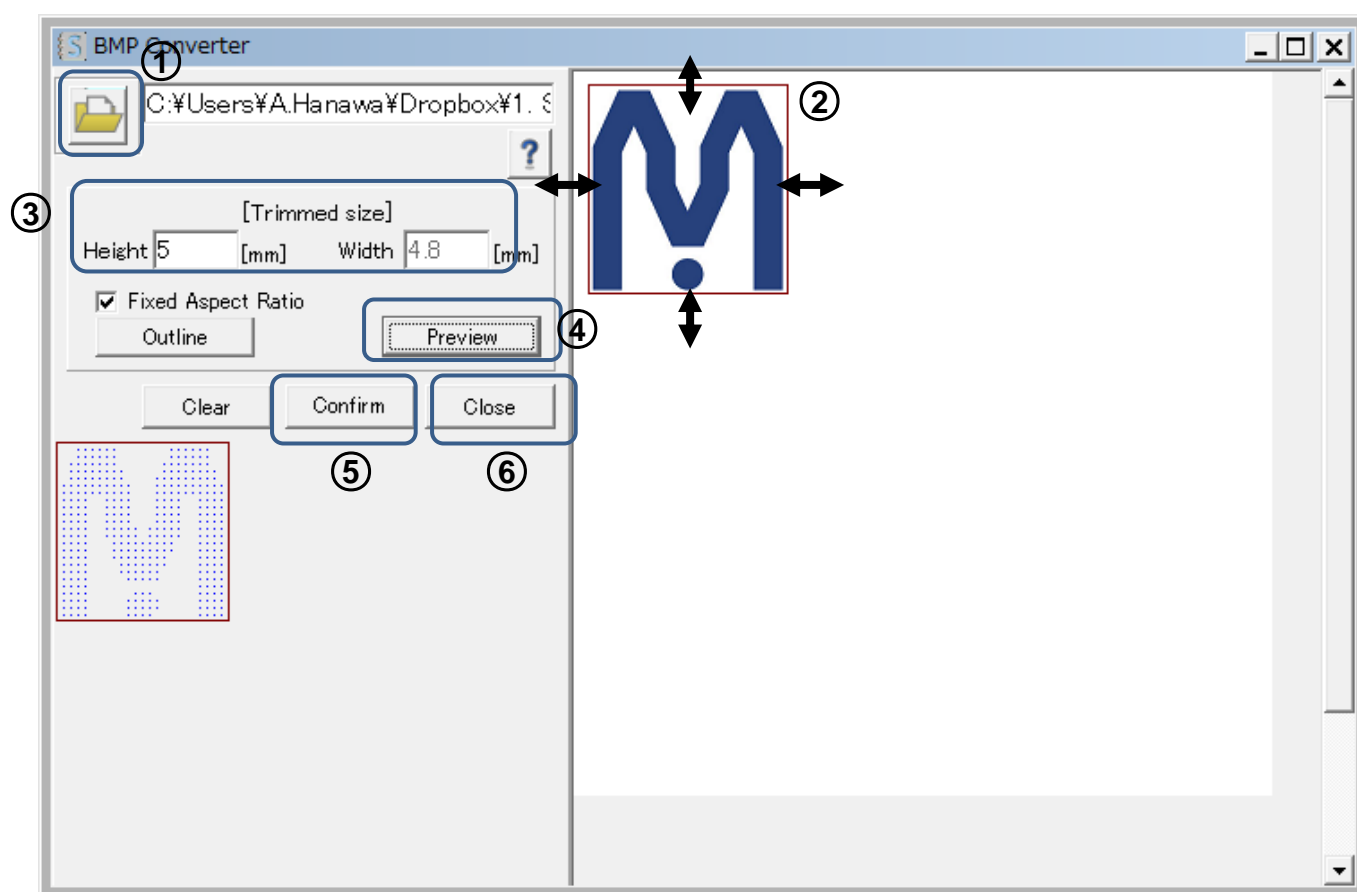 BMP Converter
①
C:¥Users¥A.Hanawa¥Dropbox¥1. S
②
?
③
[Trimmed size]
Height 5 [mm] Width 4.8 [mm]
Fixed Aspect Ratio
Outline Preview ④
Clear Confirm Close
⑤ ⑥